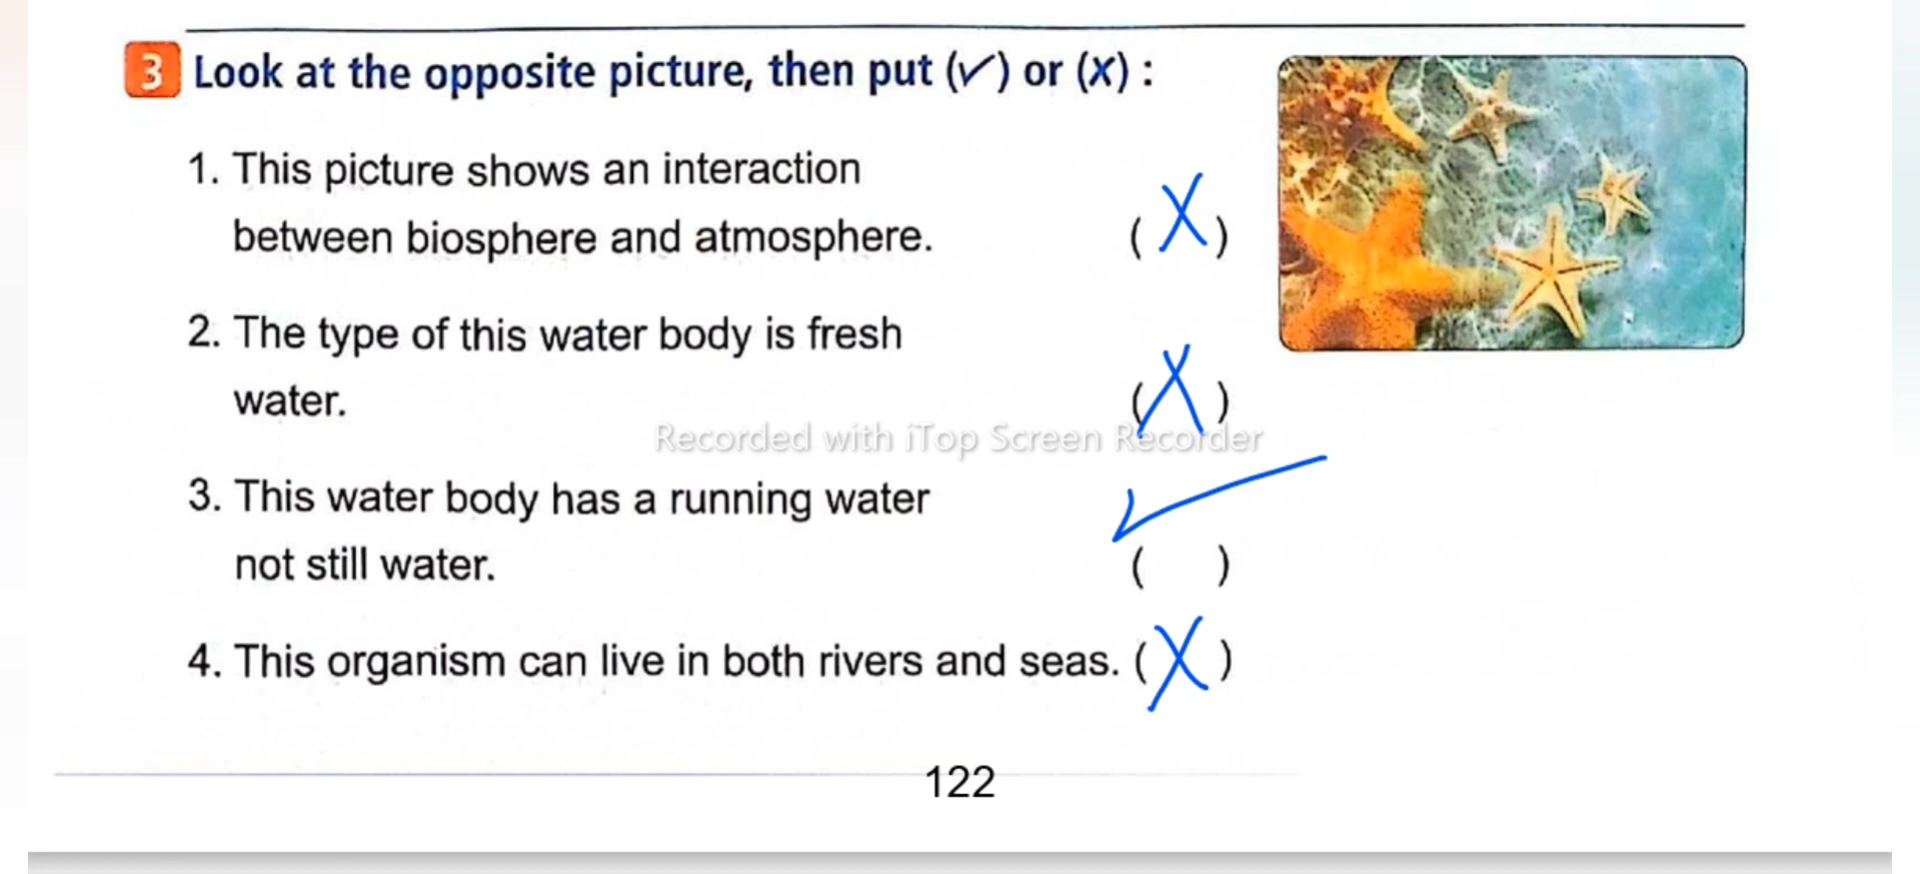 3 Look at the opposite picture, then put (✓) or (x) :
1. This picture shows an interaction
between biosphere and atmosphere. (X)
2. The type of this water body is fresh
water. (X)
Recorded with iTop Screen Recorder
3. This water body has a running water
not still water. ( ) ✓
4. This organism can live in both rivers and seas. (X)
122